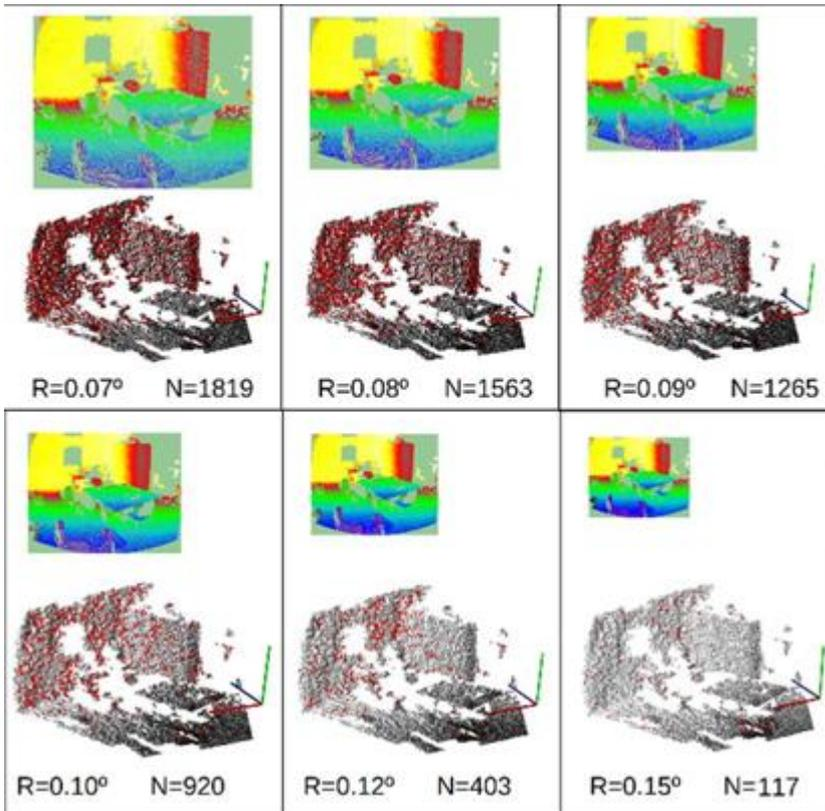 R=0.07º N=1819
R=0.08º N=1563
R=0.09º N=1265
R=0.10º N=920
R=0.12º N=403
R=0.15º N=117